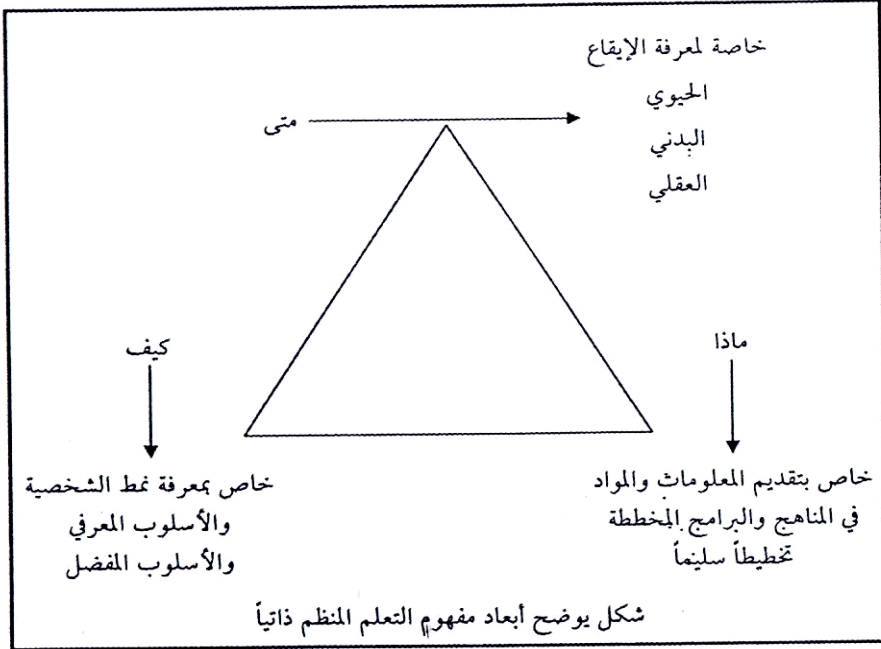 خاصة لمعرفة الإيقاع
الحيوي
البدني
العقلي
متى
ماذا
خاص بتقديم المعلومات والمواد
في المناهج والبرامج المخططة
تخطيطاً سليماً
كيف
خاص بمعرفة نمط الشخصية
والأسلوب المعرفي
والأسلوب المفضل
شكل يوضح أبعاد مفهوم التعلم المنظم ذاتياً